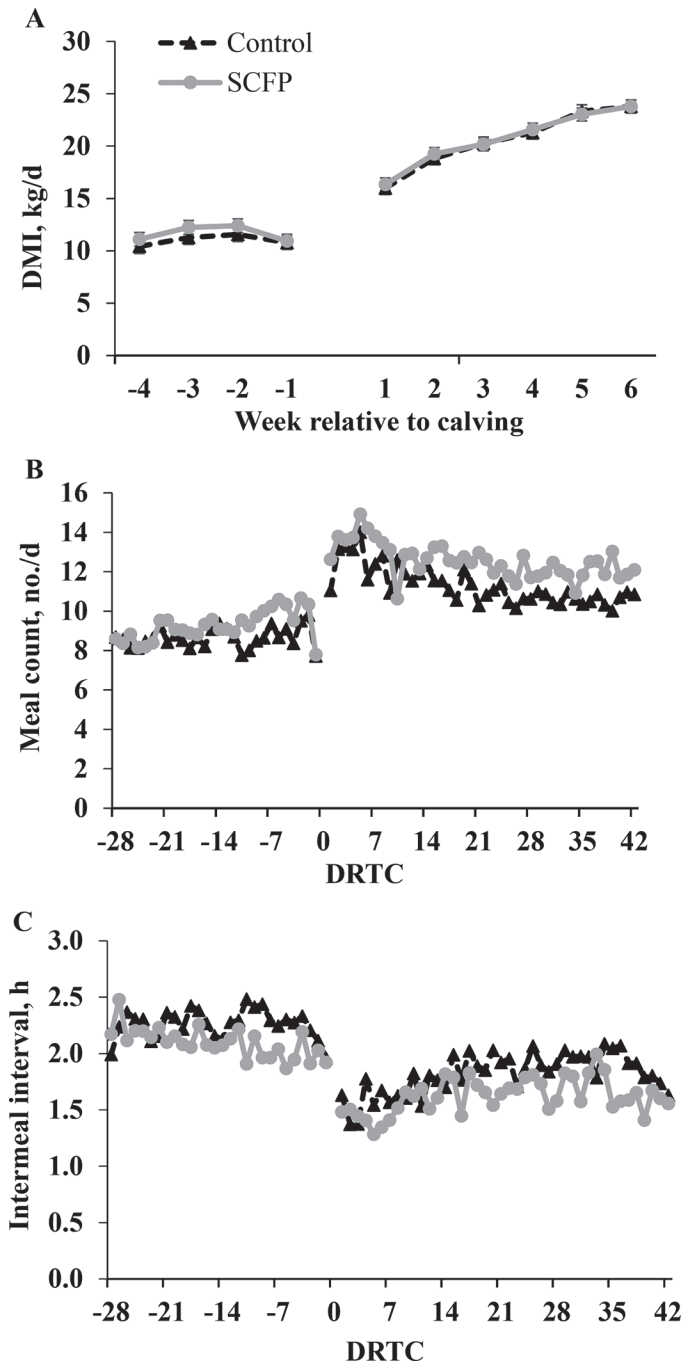 A
Control
SCFP
30
25
20
15
10
5
0
DMI, kg/d
-4 -3 -2 -1 1 2 3 4 5 6
Week relative to calving
B
16
14
12
10
8
6
4
2
0
Meal count, no./d
-28 -21 -14 -7 0 7 14 21 28 35 42
DRTC
C
3.0
2.5
2.0
1.5
1.0
0.5
0.0
Intermeal interval, h
-28 -21 -14 -7 0 7 14 21 28 35 42
DRTC